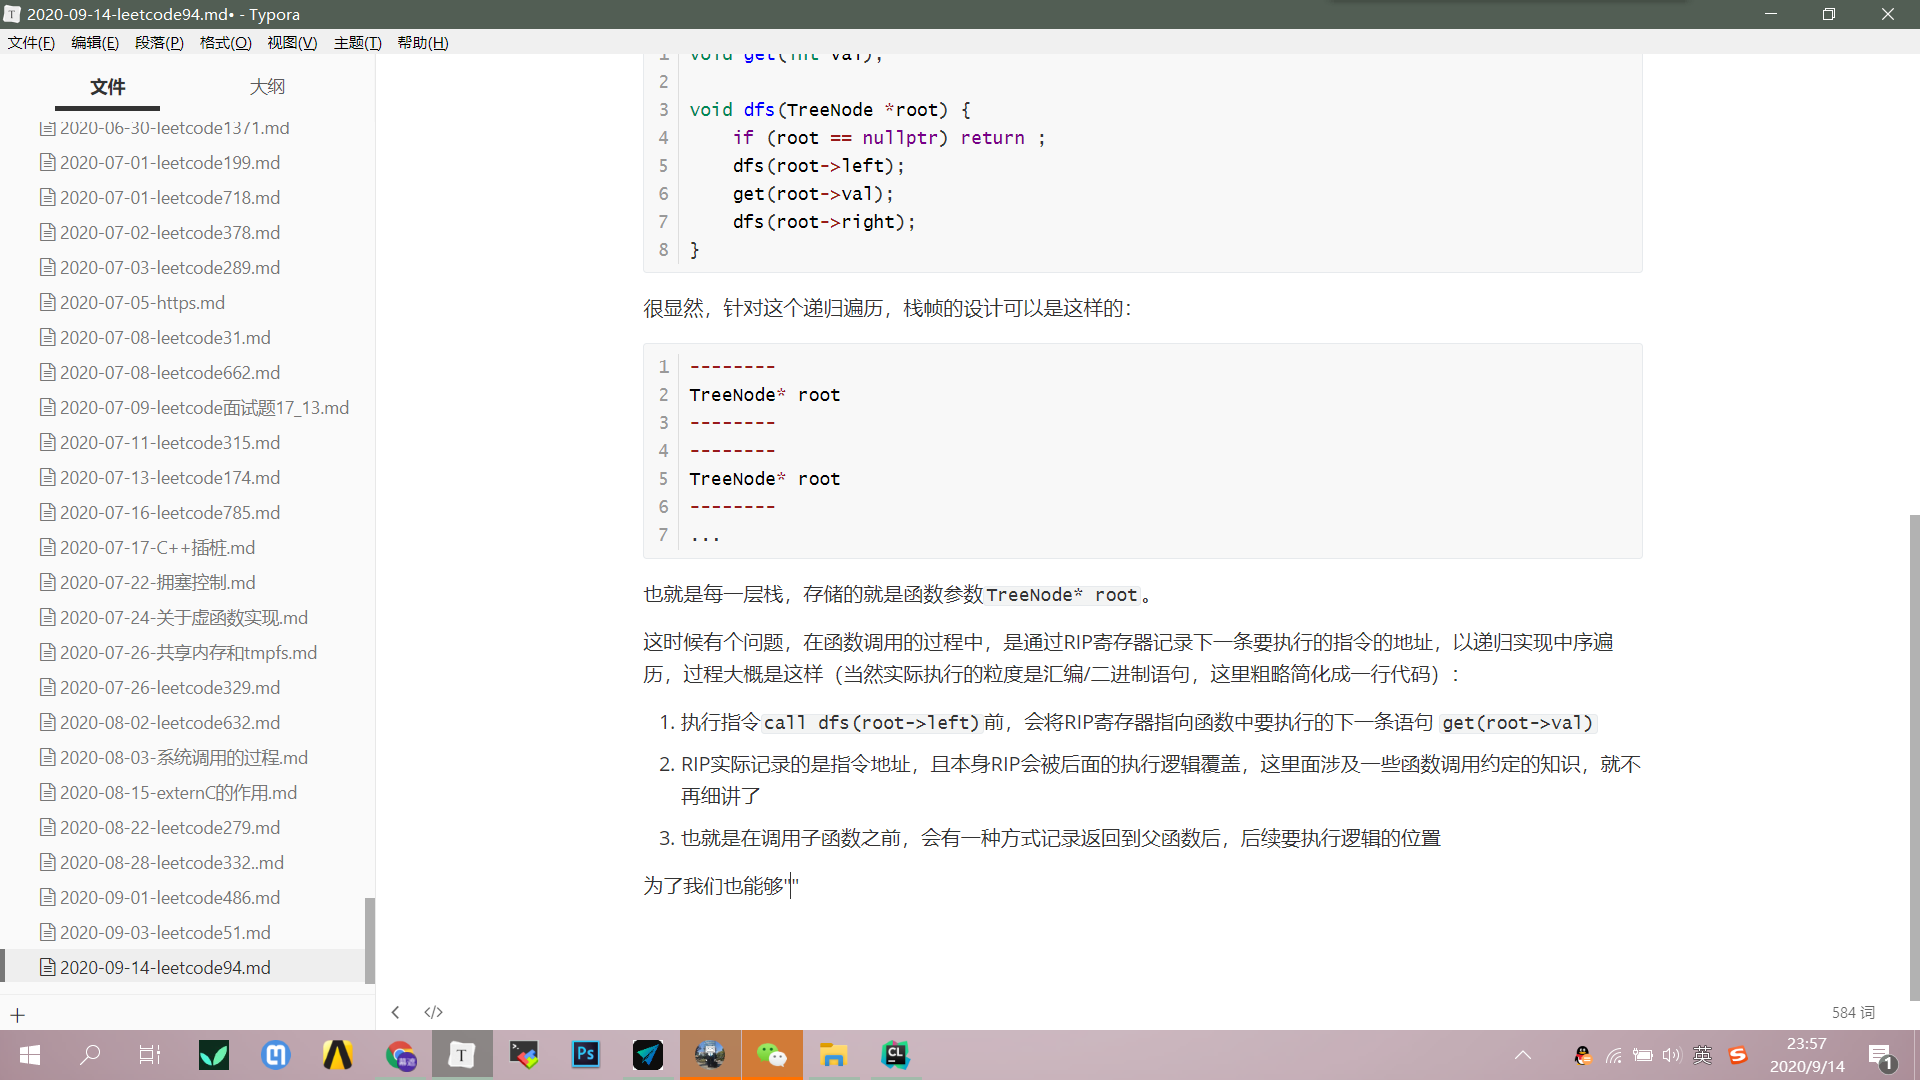 2020-09-14-leetcode94.md• - Typora
文件(F) 编辑(E) 段落(P) 格式(O) 视图(V) 主题(T) 帮助(H)
文件 大纲
2020-06-30-leetcode1371.md
2020-07-01-leetcode199.md
2020-07-01-leetcode718.md
2020-07-02-leetcode378.md
2020-07-03-leetcode289.md
2020-07-05-https.md
2020-07-08-leetcode31.md
2020-07-08-leetcode662.md
2020-07-09-leetcode面试题17_13.md
2020-07-11-leetcode315.md
2020-07-13-leetcode174.md
2020-07-16-leetcode785.md
2020-07-17-C++插桩.md
2020-07-22-拥塞控制.md
2020-07-24-关于虚函数实现.md
2020-07-26-共享内存和tmpfs.md
2020-07-26-leetcode329.md
2020-08-02-leetcode632.md
2020-08-03-系统调用的过程.md
2020-08-15-externC的作用.md
2020-08-22-leetcode279.md
2020-08-28-leetcode332..md
2020-09-01-leetcode486.md
2020-09-03-leetcode51.md
2020-09-14-leetcode94.md
1 void get(int val);
2
3 void dfs(TreeNode *root) {
4     if (root == nullptr) return ;
5     dfs(root->left);
6     get(root->val);
7     dfs(root->right);
8 }
很显然，针对这个递归遍历，栈帧的设计可以是这样的：
1 --------
2 TreeNode* root
3 --------
4 --------
5 TreeNode* root
6 --------
7 ...
也就是每一层栈，存储的就是函数参数TreeNode* root。
这时候有个问题，在函数调用的过程中，是通过RIP寄存器记录下一条要执行的指令的地址，以递归实现中序遍
历，过程大概是这样（当然实际执行的粒度是汇编/二进制语句，这里粗略简化成一行代码）：
1. 执行指令call dfs(root->left)前，会将RIP寄存器指向函数中要执行的下一条语句 get(root->val)
2. RIP实际记录的是指令地址，且本身RIP会被后面的执行逻辑覆盖，这里面涉及一些函数调用约定的知识，就不
再细讲了
3. 也就是在调用子函数之前，会有一种方式记录返回到父函数后，后续要执行逻辑的位置
为了我们也能够""
584 词
T Ps CL 英 S
23:57
2020/9/14
1